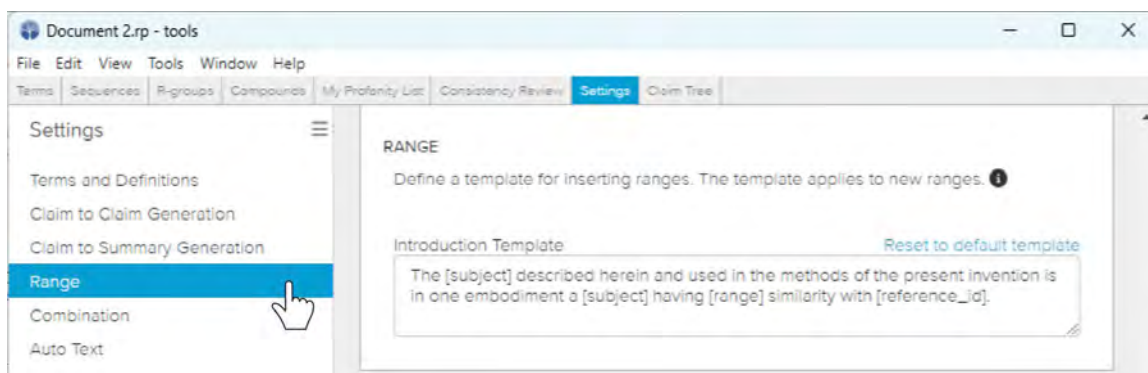 Document 2.rp - tools
File Edit View Tools Window Help
Terms Sequences R-groups Compounds My Profanity List Consistency Review Settings Claim Tree
Settings
Terms and Definitions
Claim to Claim Generation
Claim to Summary Generation
Range
Combination
Auto Text
RANGE
Define a template for inserting ranges. The template applies to new ranges.
Introduction Template Reset to default template
The [subject] described herein and used in the methods of the present invention is
in one embodiment a [subject] having [range] similarity with [reference_id].